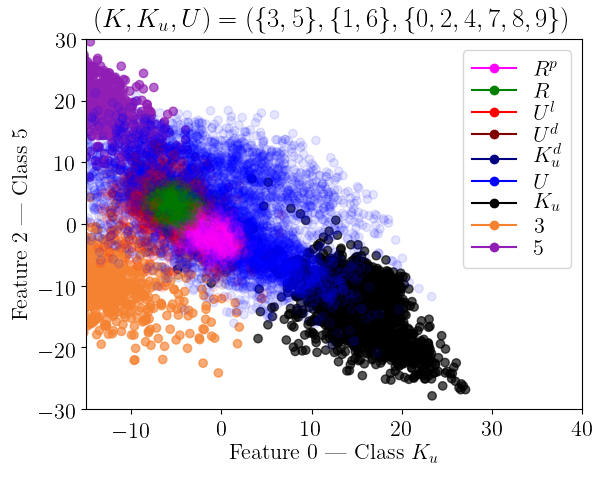 (K, K_u, U) = ({3, 5}, {1, 6}, {0, 2, 4, 7, 8, 9})
30
20
10
0
−10
−20
−30
Feature 2 — Class 5
R^p
R
U^l
U^d
K_u^d
U
K_u
3
5
−10
0
10
20
30
40
Feature 0 — Class K_u